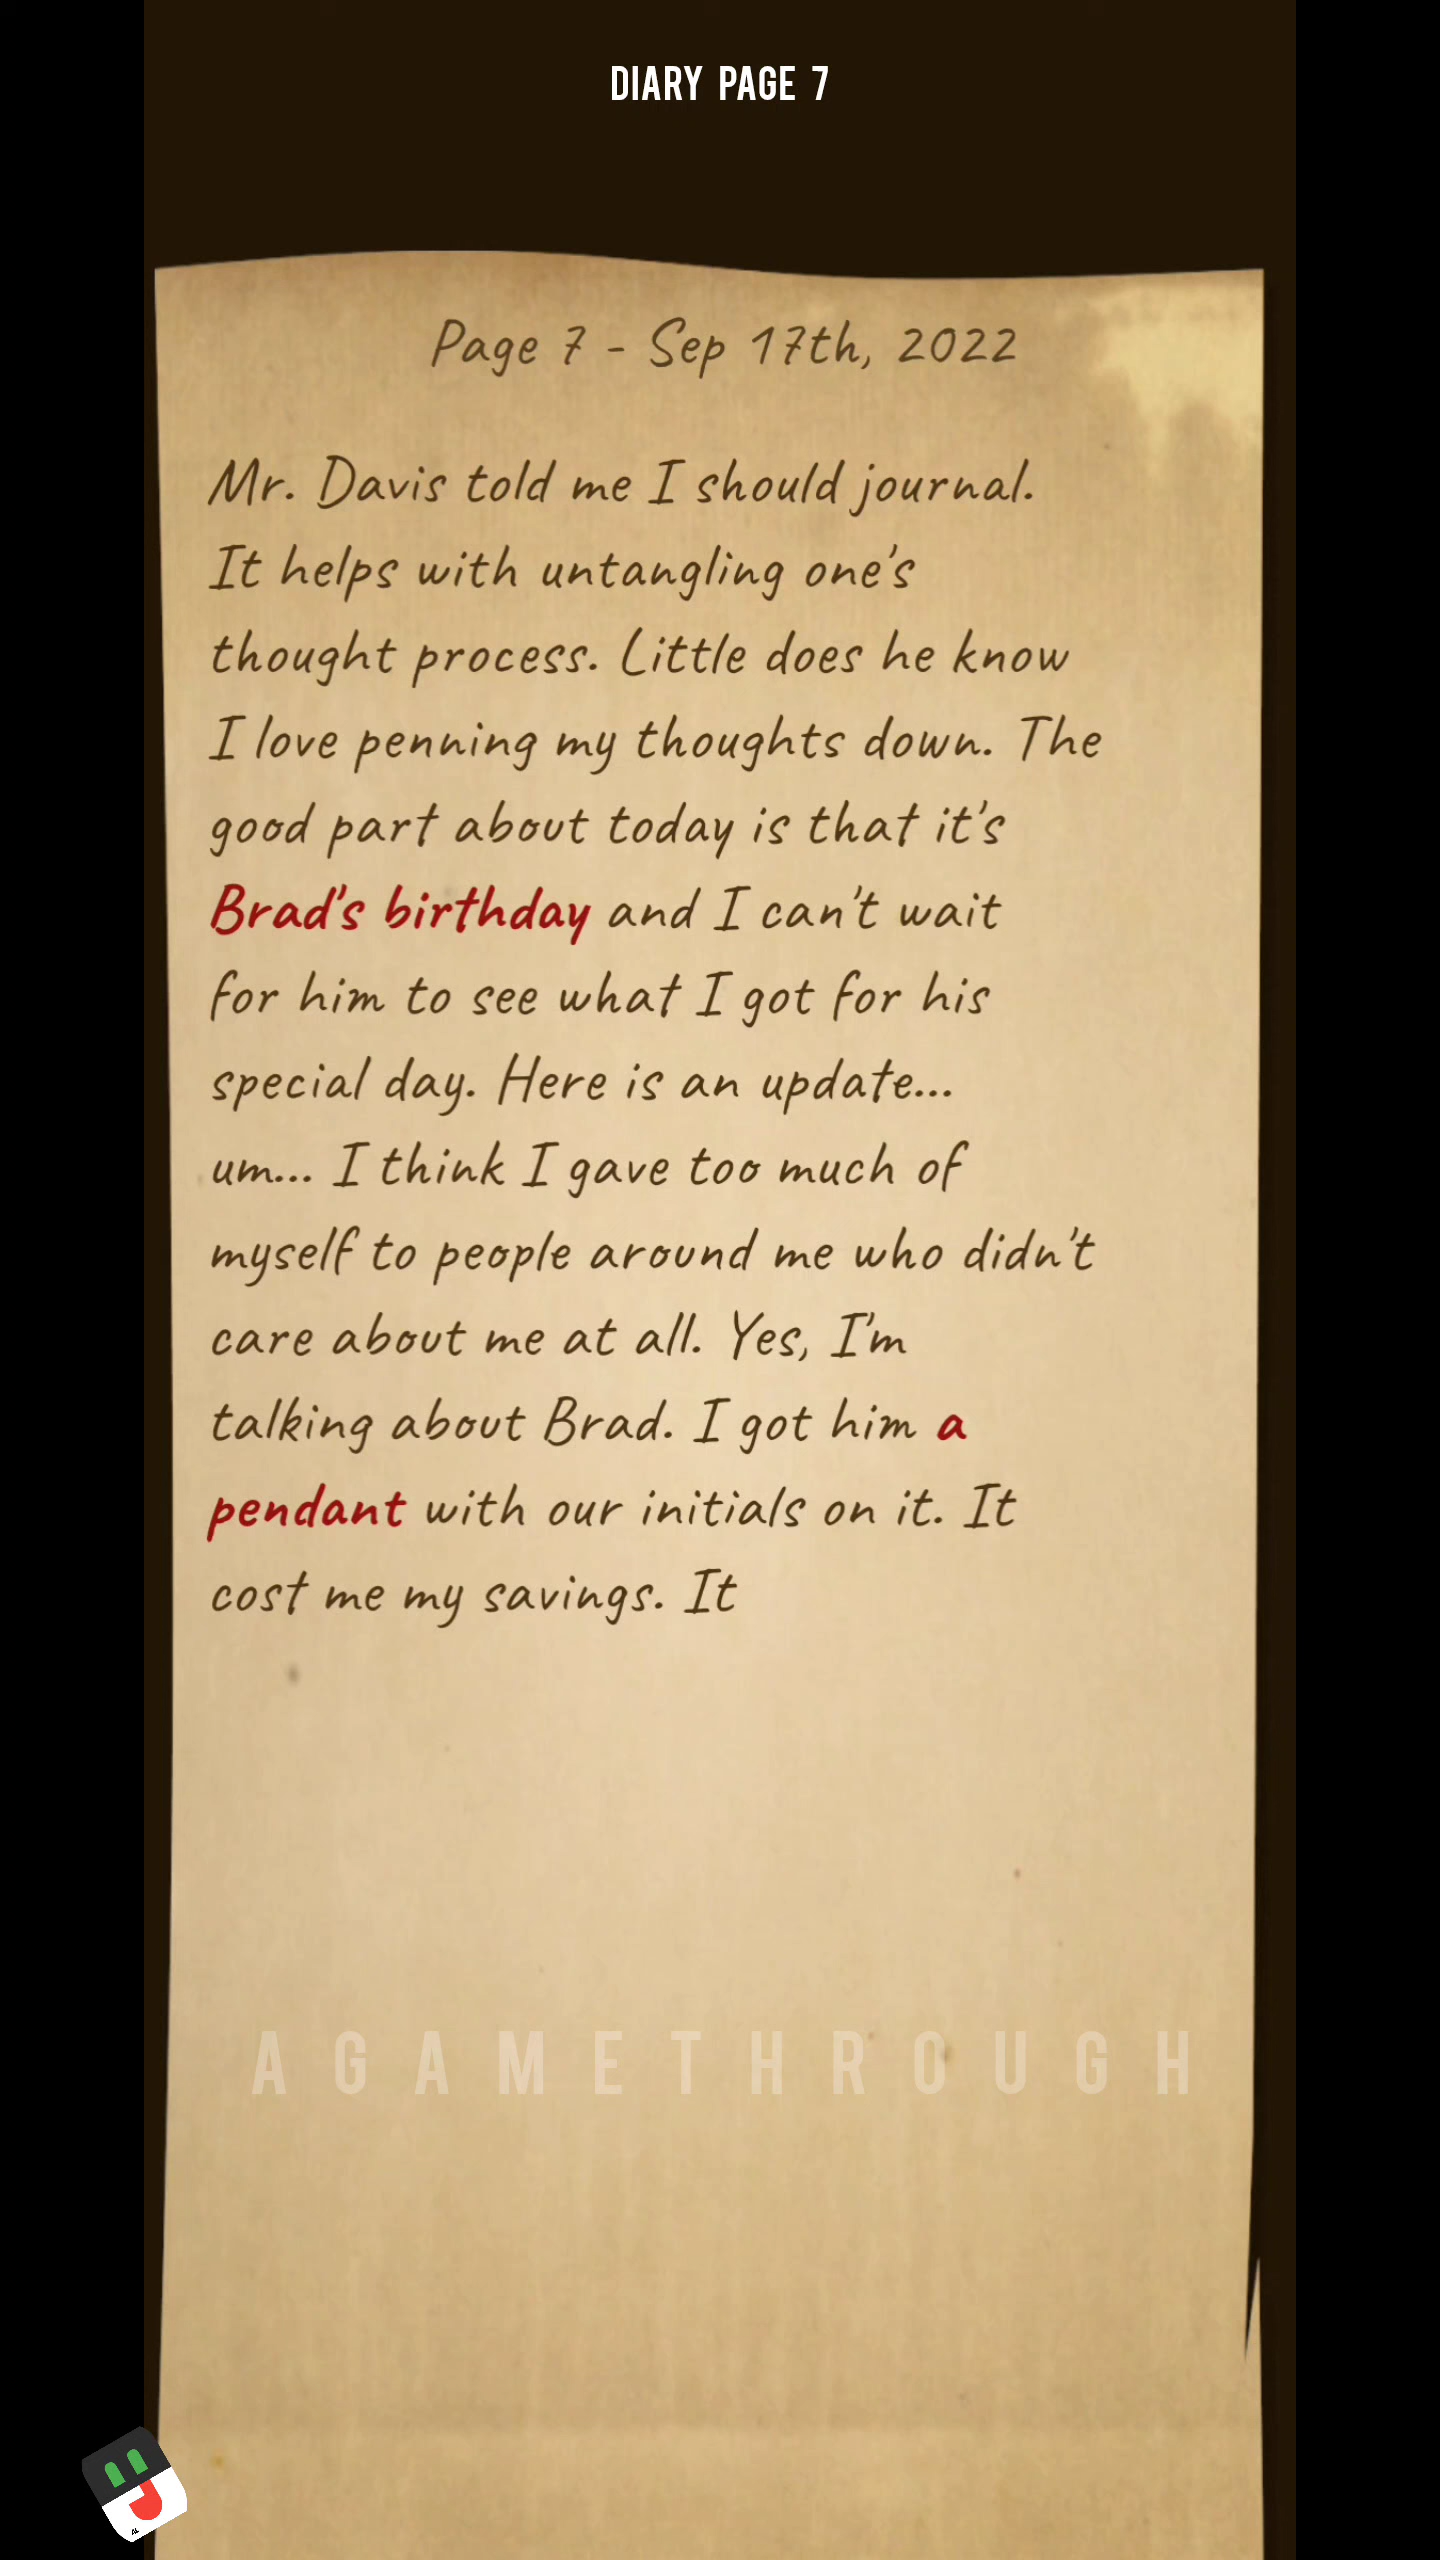 DIARY PAGE 7
Page 7 - Sep 17th, 2022
Mr. Davis told me I should journal.
It helps with untangling one's
thought process. Little does he know
I love penning my thoughts down. The
good part about today is that it's
Brad's birthday and I can't wait
for him to see what I got for his
special day. Here is an update...
um... I think I gave too much of
myself to people around me who didn't
care about me at all. Yes, I'm
talking about Brad. I got him a
pendant with our initials on it. It
cost me my savings. It
AGAMETHROUGH